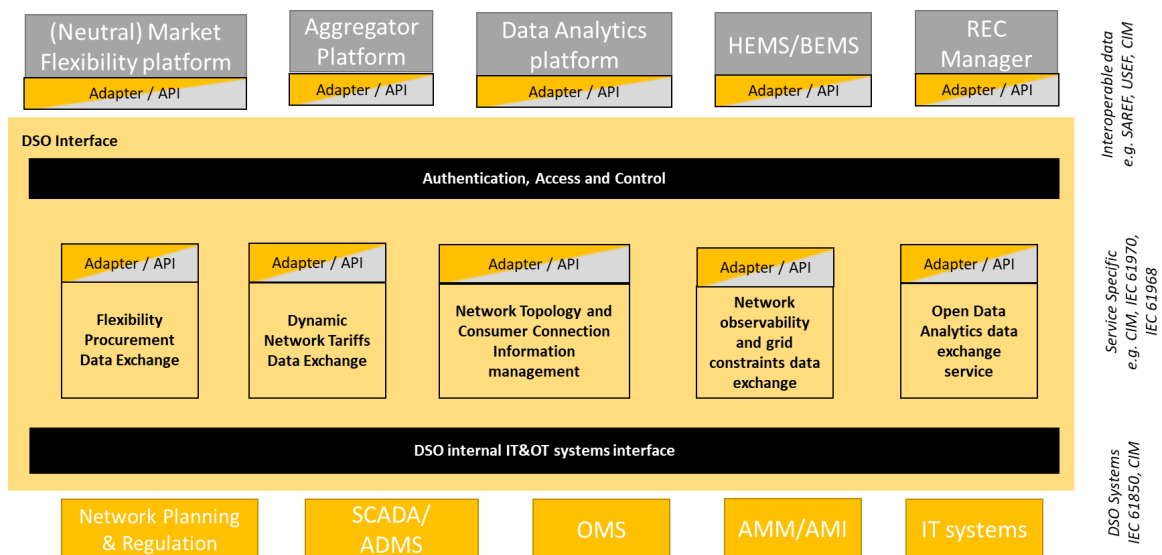 (Neutral) Market
Flexibility platform
Adapter / API
Aggregator
Platform
Adapter / API
Data Analytics
platform
Adapter / API
HEMS/BEMS
Adapter / API
REC
Manager
Adapter / API
Interoperable data
e.g. SAREF, USEF, CIM
DSO Interface
Authentication, Access and Control
Adapter / API
Flexibility
Procurement
Data Exchange
Adapter / API
Dynamic
Network Tariffs
Data Exchange
Adapter / API
Network Topology and
Consumer Connection
Information
management
Adapter / API
Network
observability
and grid
constraints data
exchange
Adapter / API
Open Data
Analytics data
exchange
service
Service Specific
e.g. CIM, IEC 61970,
IEC 61968
DSO internal IT&OT systems interface
Network Planning
& Regulation
SCADA/
ADMS
OMS
AMM/AMI
IT systems
DSO Systems
IEC 61850, CIM